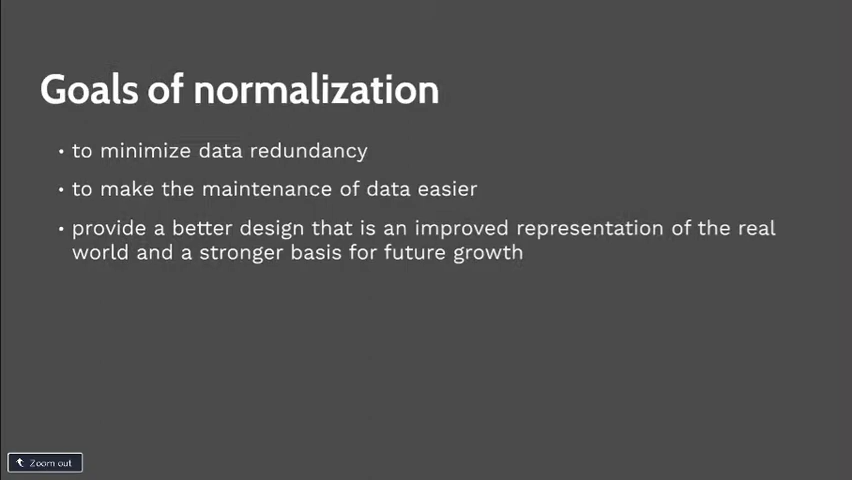 Goals of normalization
• to minimize data redundancy
• to make the maintenance of data easier
• provide a better design that is an improved representation of the real
world and a stronger basis for future growth
Zoom out